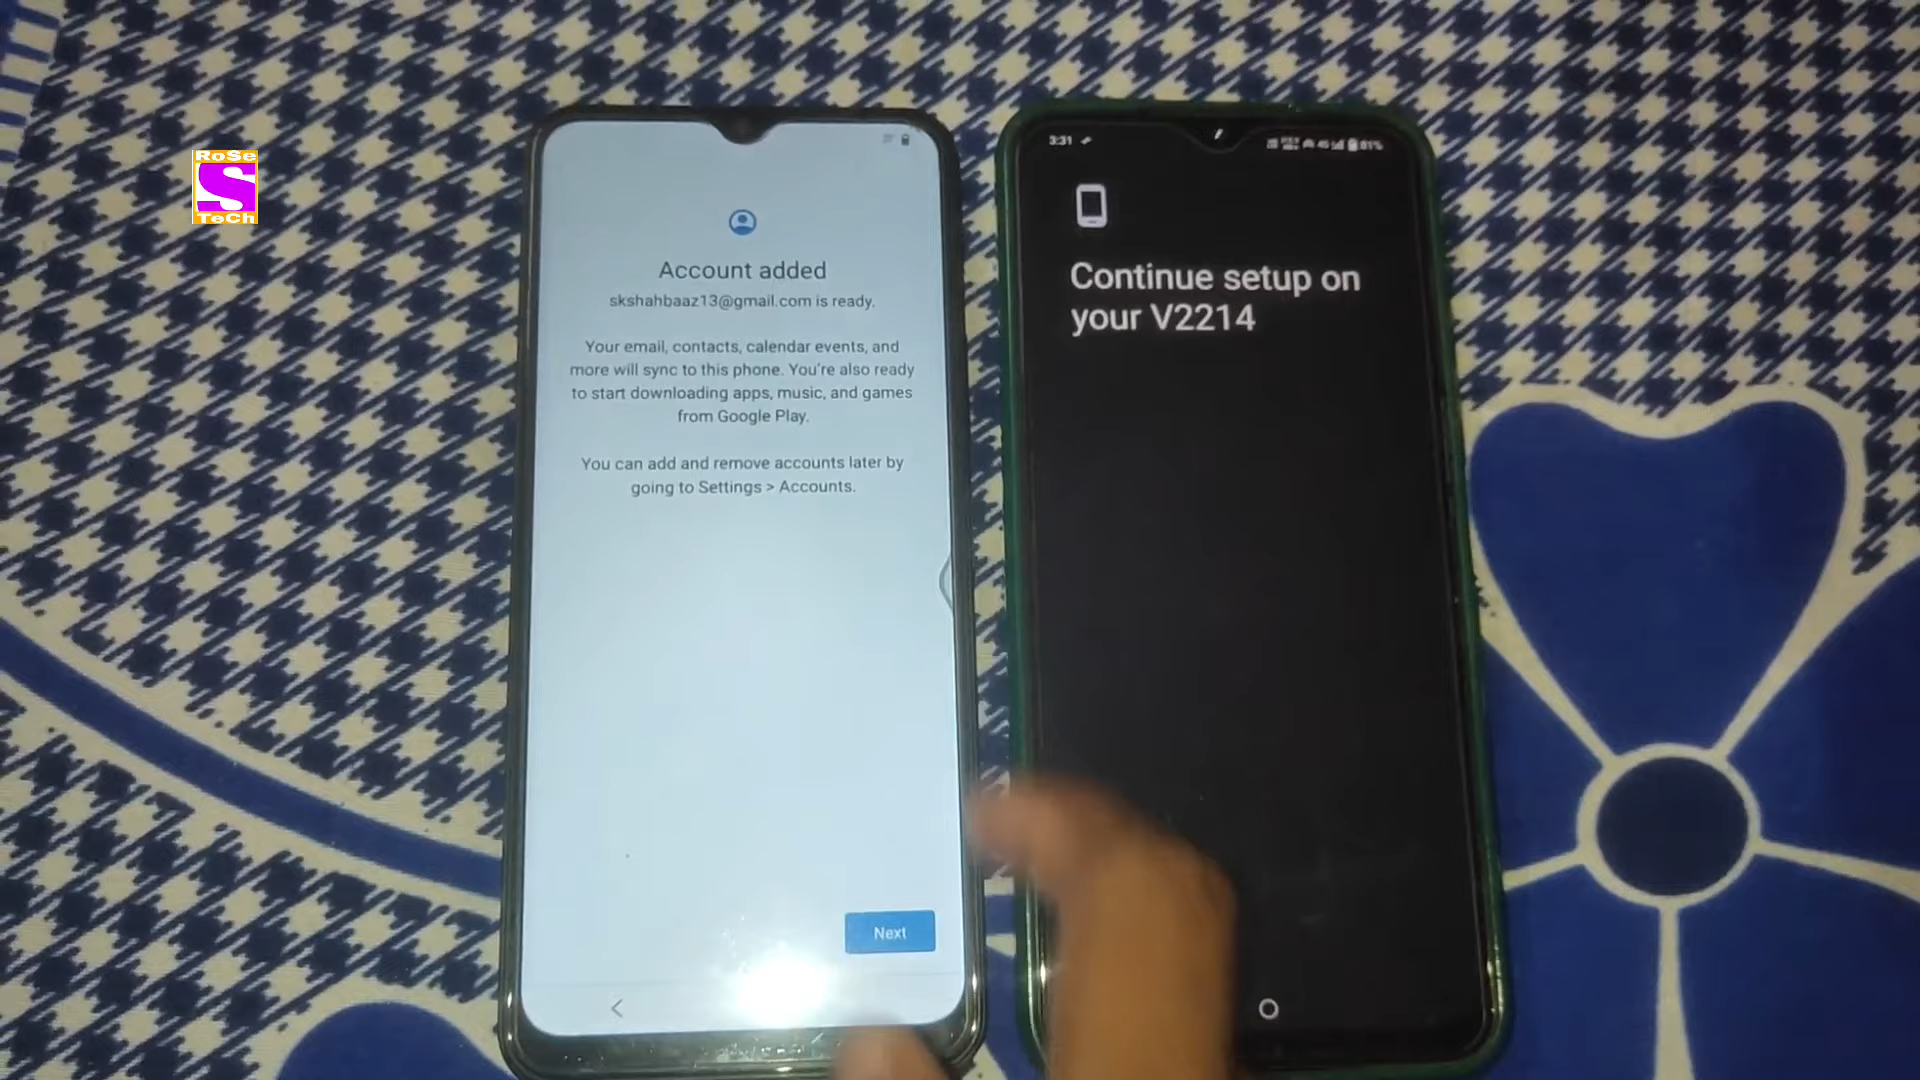 RoSe
S
TeCh
Account added
skshahbaaz13@gmail.com is ready.
Your email, contacts, calendar events, and
more will sync to this phone. You're also ready
to start downloading apps, music, and games
from Google Play.
You can add and remove accounts later by
going to Settings > Accounts.
Next
3:31
81%
Continue setup on
your V2214